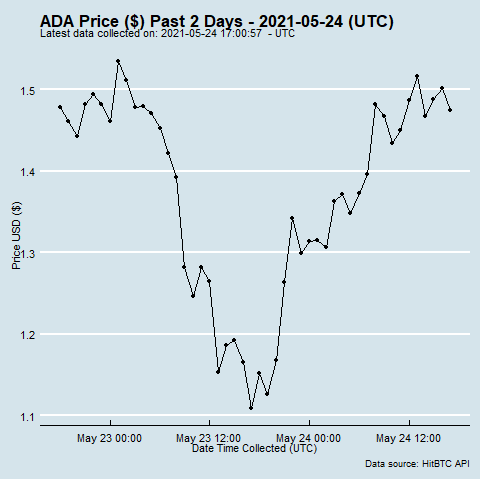 ADA Price ($) Past 2 Days - 2021-05-24 (UTC)
Latest data collected on: 2021-05-24 17:00:57 - UTC
1.5
1.4
1.3
1.2
1.1
Price USD ($)
May 23 00:00
May 23 12:00
May 24 00:00
May 24 12:00
Date Time Collected (UTC)
Data source: HitBTC API